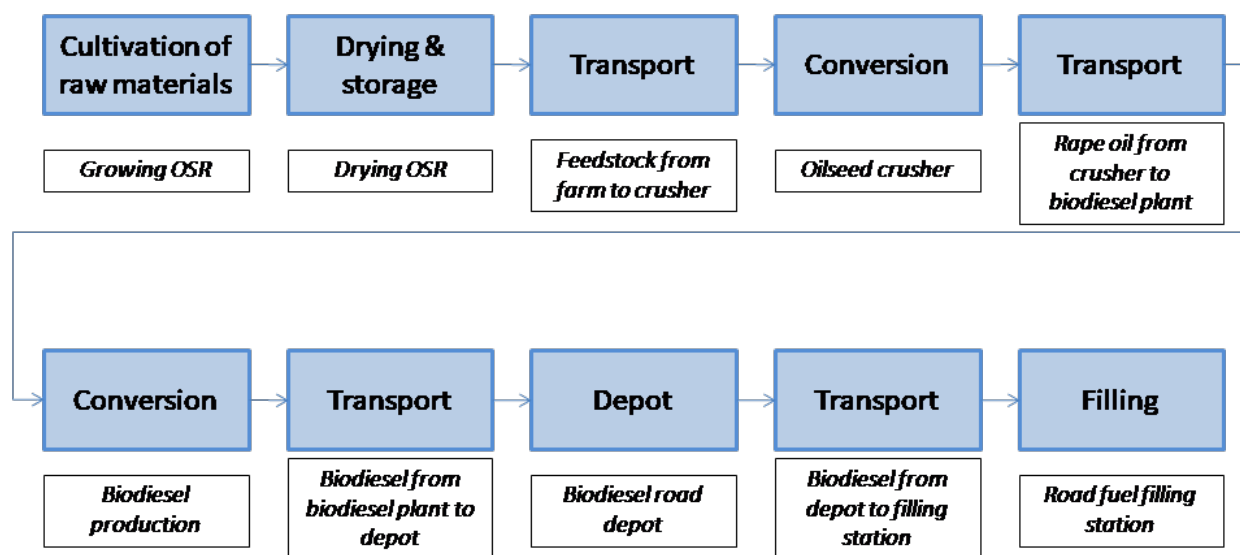 Cultivation of
raw materials
Drying &
storage
Transport
Conversion
Transport
Growing OSR
Drying OSR
Feedstock from
farm to crusher
Oilseed crusher
Rape oil from
crusher to
biodiesel plant
Conversion
Transport
Depot
Transport
Filling
Biodiesel
production
Biodiesel from
biodiesel plant to
depot
Biodiesel road
depot
Biodiesel from
depot to filling
station
Road fuel filling
station